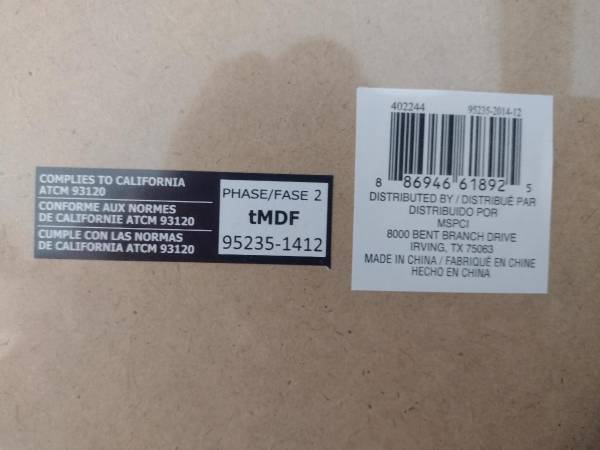 COMPLIES TO CALIFORNIA
ATCM 93120
CONFORME AUX NORMES
DE CALIFORNIE ATCM 93120
CUMPLE CON LAS NORMAS
DE CALIFORNIA ATCM 93120
PHASE/FASE 2
tMDF
95235-1412
402244 95235-2014-12
8 86946 61892 5
DISTRIBUTED BY / DISTRIBUÉ PAR
DISTRIBUIDO POR
MSPCI
8000 BENT BRANCH DRIVE
IRVING, TX 75063
MADE IN CHINA / FABRIQUÉ EN CHINE
HECHO EN CHINA